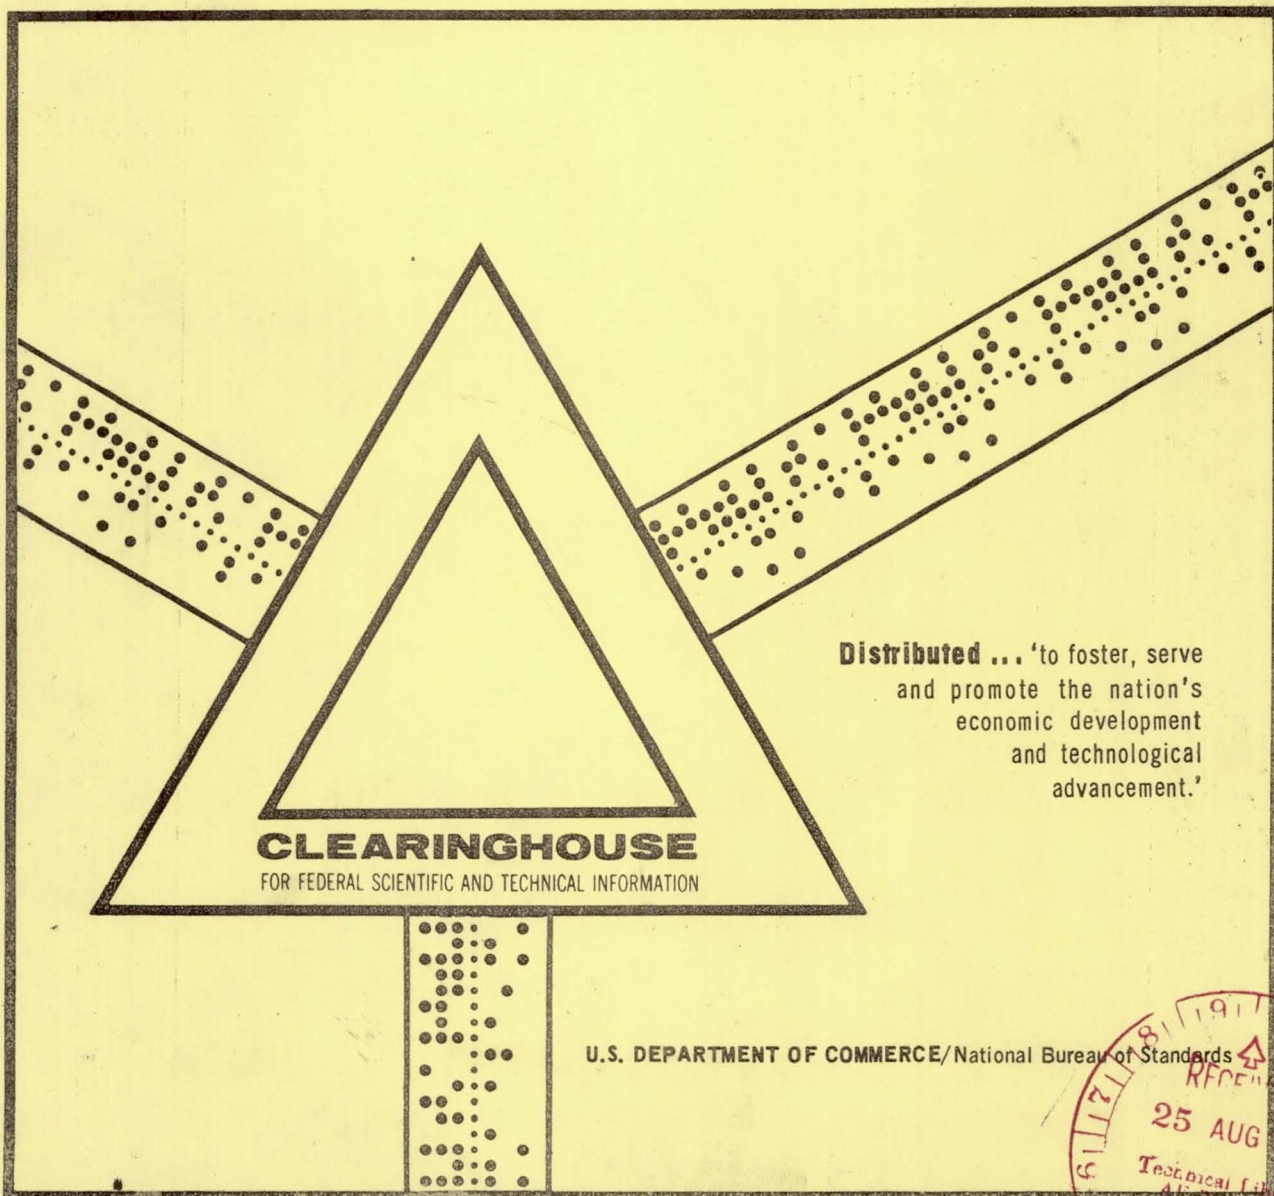 Distributed ... 'to foster, serve
and promote the nation's
economic development
and technological
advancement.'
CLEARINGHOUSE
FOR FEDERAL SCIENTIFIC AND TECHNICAL INFORMATION
U.S. DEPARTMENT OF COMMERCE/National Bureau of Standards
25 AUG
Technical